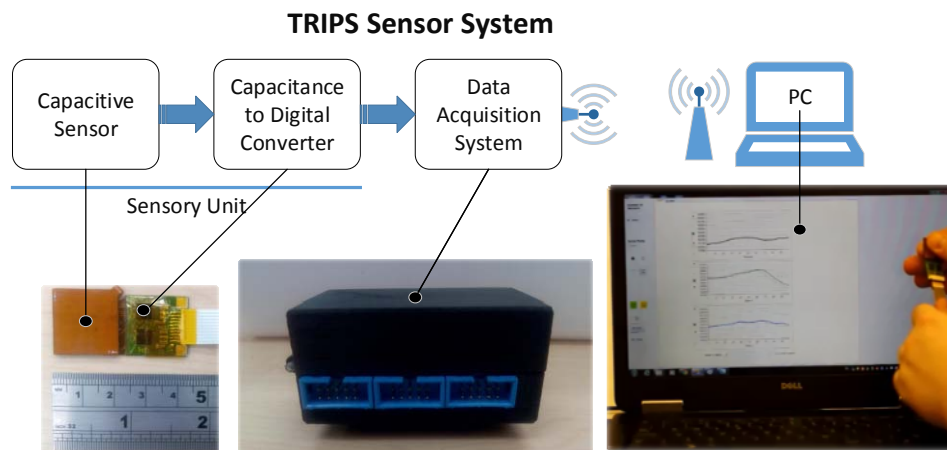 TRIPS Sensor System
Capacitive
Sensor
Capacitance
to Digital
Converter
Data
Acquisition
System
PC
Sensory Unit
1 2 3 4 5
1 2
DELL